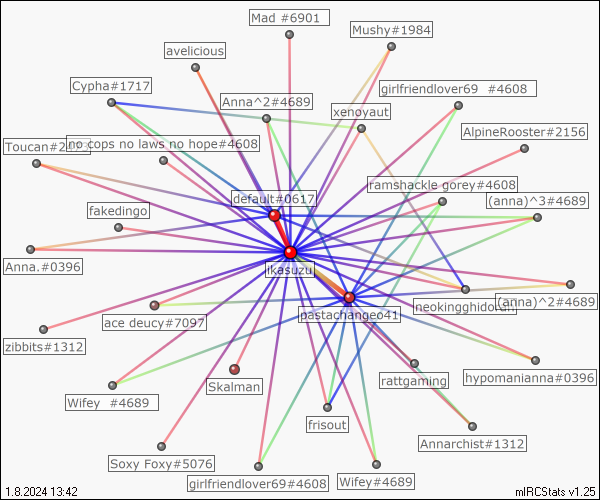 Mad #6901
Mushy#1984
avelicious
Cypha#1717
girlfriendlover69 #4608
Anna^2#4689
xenoyaut
AlpineRooster#2156
Toucan#2
no cops no laws no hope#4608
ramshackle gorey#4608
default#0617
(anna)^3#4689
fakedingo
Anna.#0396
ikasuzu
(anna)^2#4689
pastachangeo41
ace deucy#7097
zibbits#1312
Skalman
rattgaming
hypomanianna#0396
Wifey #4689
frisout
Annarchist#1312
Soxy Foxy#5076
girlfriendlover69#4608
Wifey#4689
1.8.2024 13:42
mIRCStats v1.25